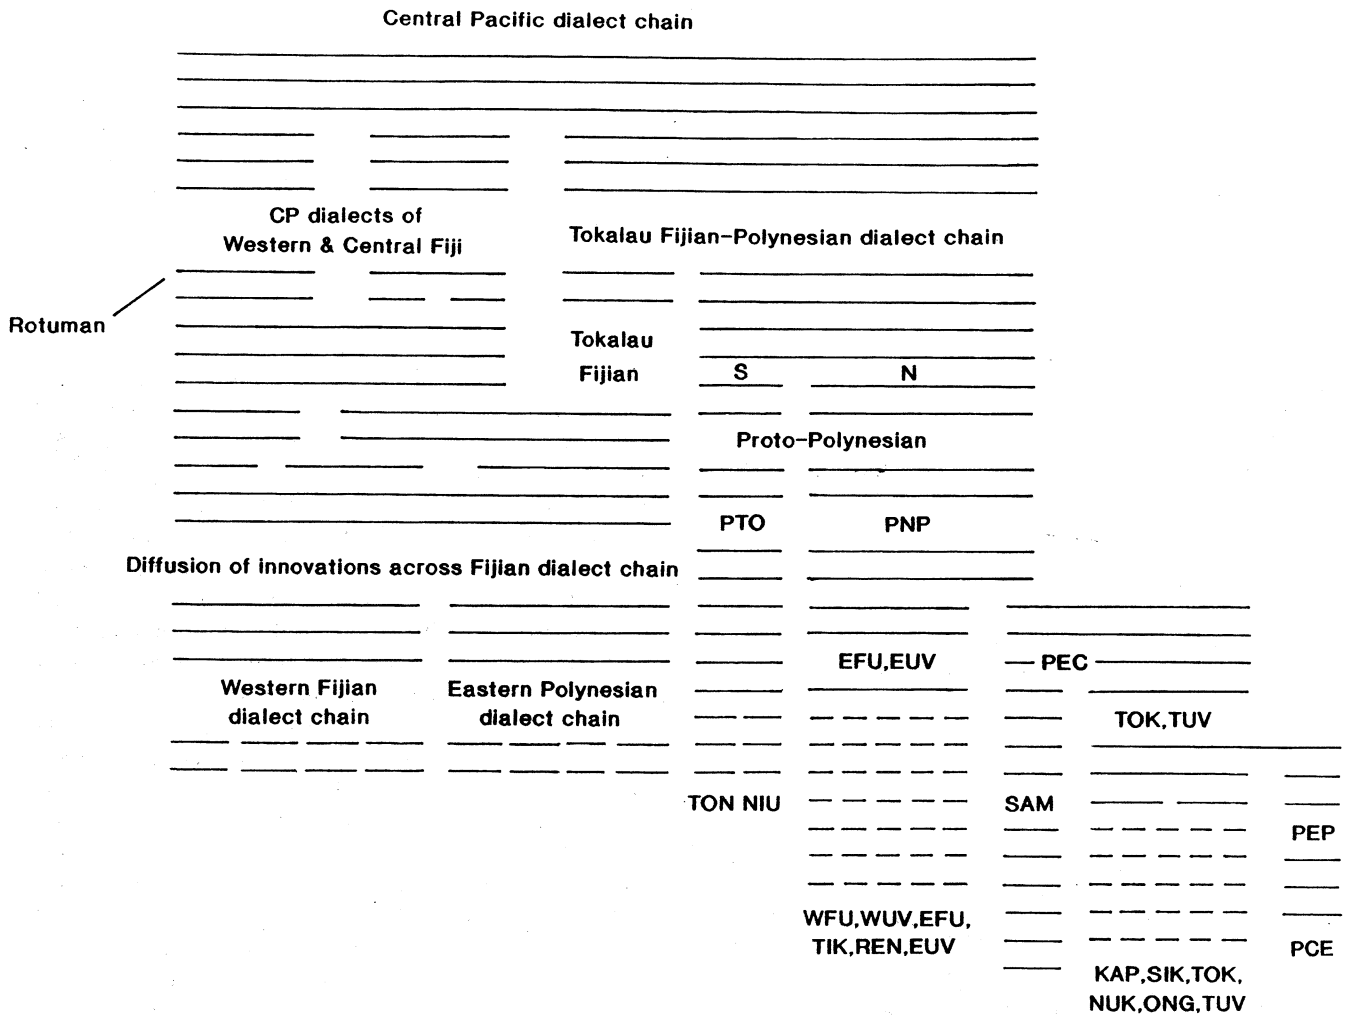 Central Pacific dialect chain
CP dialects of
Western & Central Fiji
Tokalau Fijian-Polynesian dialect chain
Rotuman
Tokalau
Fijian
S
N
Proto-Polynesian
PTO
PNP
Diffusion of innovations across Fijian dialect chain
EFU,EUV
PEC
Western Fijian
dialect chain
Eastern Polynesian
dialect chain
TOK,TUV
TON NIU
SAM
PEP
WFU,WUV,EFU,
TIK,REN,EUV
PCE
KAP,SIK,TOK,
NUK,ONG,TUV